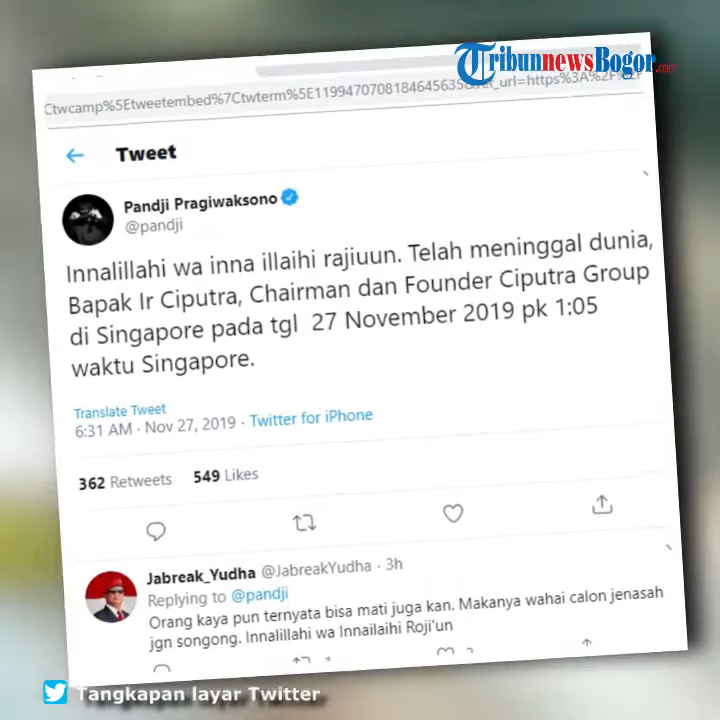 TribunnewsBogor.com
Ctwcamp%5Etweetembed%7Ctwterm%5E1199470708184645635&ref_url=https%3A%2F%2F
Tweet
Pandji Pragiwaksono
@pandji
Innalillahi wa inna illaihi rajiuun. Telah meninggal dunia,
Bapak Ir Ciputra, Chairman dan Founder Ciputra Group
di Singapore pada tgl 27 November 2019 pk 1:05
waktu Singapore.
Translate Tweet
6:31 AM · Nov 27, 2019 · Twitter for iPhone
362 Retweets 549 Likes
Jabreak_Yudha @JabreakYudha · 3h
Replying to @pandji
Orang kaya pun ternyata bisa mati juga kan. Makanya wahai calon jenasah
jgn songong. Innalillahi wa Innailaihi Roji'un
Tangkapan layar Twitter